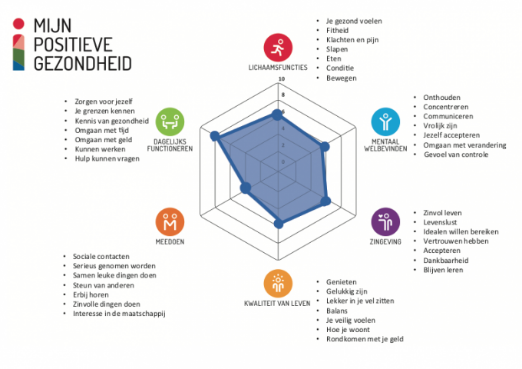 MIJN
POSITIEVE
GEZONDHEID
Je gezond voelen
Fitheid
Klachten en pijn
Slapen
Eten
Conditie
Bewegen
LICHAAMSFUNCTIES
10
8
Onthouden
Concentreren
Communiceren
Vrolijk zijn
Jezelf accepteren
Omgaan met verandering
Gevoel van controle
MENTAAL
WELBEVINDEN
Zinvol leven
Levenslust
Idealen willen bereiken
Vertrouwen hebben
Accepteren
Dankbaarheid
Blijven leren
ZINGEVING
Genieten
Gelukkig zijn
Lekker in je vel zitten
Balans
Je veilig voelen
Hoe je woont
Rondkomen met je geld
KWALITEIT VAN LEVEN
Sociale contacten
Serieus genomen worden
Samen leuke dingen doen
Steun van anderen
Erbij horen
Zinvolle dingen doen
Interesse in de maatschappij
MEEDOEN
Zorgen voor jezelf
Je grenzen kennen
Kennis van gezondheid
Omgaan met tijd
Omgaan met geld
Kunnen werken
Hulp kunnen vragen
DAGELIJKS
FUNCTIONEREN